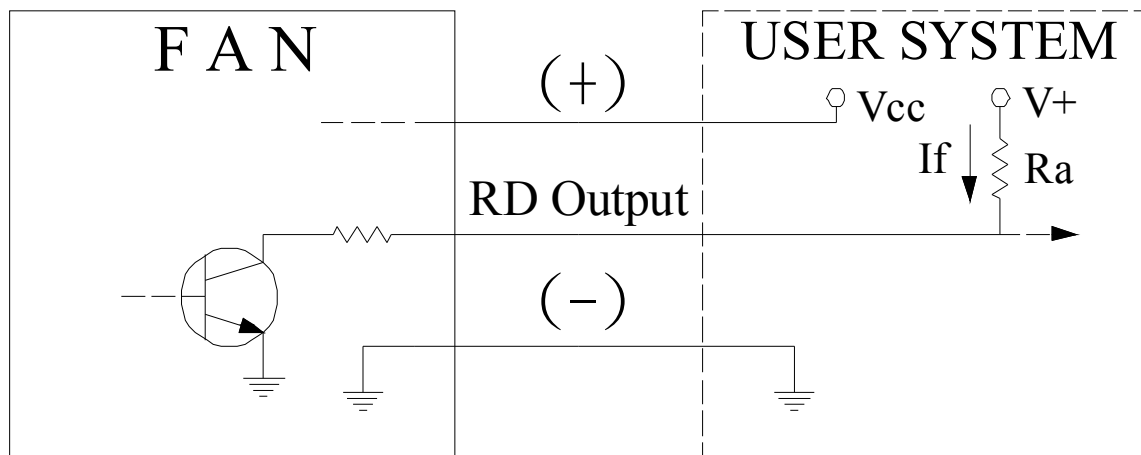 F A N
USER SYSTEM
(+)
Vcc
V+
If
Ra
RD Output
(-)